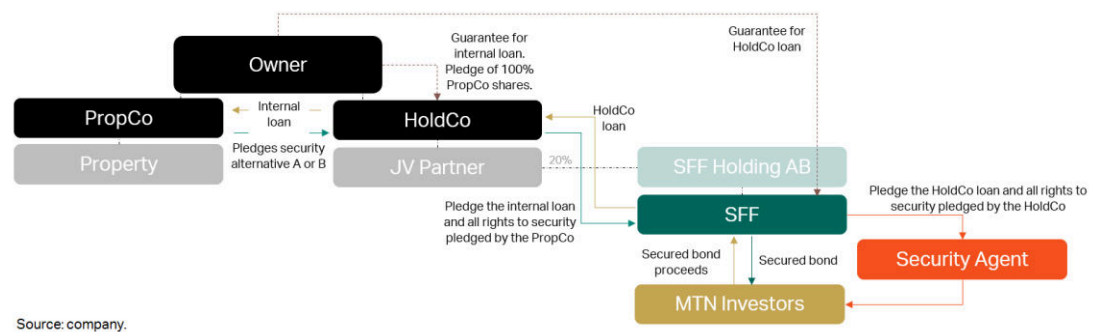 Owner
Guarantee for
internal loan.
Pledge of 100%
PropCo shares.
Guarantee for
HoldCo loan
PropCo
Internal
loan
HoldCo
HoldCo
loan
Property
Pledges security
alternative A or B
JV Partner
20%
SFF Holding AB
Pledge the internal loan
and all rights to security
pledged by the PropCo
SFF
Pledge the HoldCo loan and all rights to
security pledged by the HoldCo
Secured bond
proceeds
Secured bond
Security Agent
MTN Investors
Source: company.